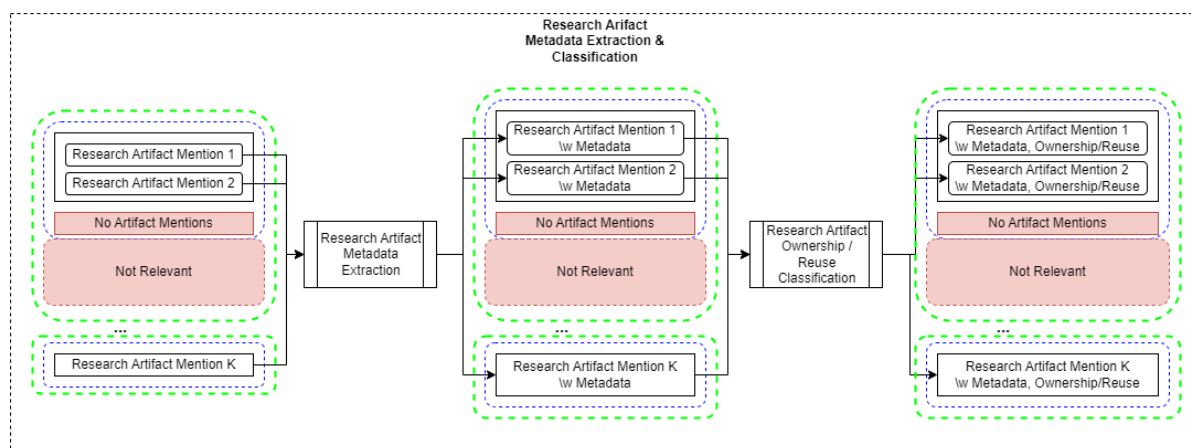 Research Arifact
Metadata Extraction &
Classification
Research Artifact Mention 1
Research Artifact Mention 2
No Artifact Mentions
Not Relevant
...
Research Artifact Mention K
Research Artifact
Metadata
Extraction
Research Artifact Mention 1
\w Metadata
Research Artifact Mention 2
\w Metadata
No Artifact Mentions
Not Relevant
...
Research Artifact Mention K
\w Metadata
Research Artifact
Ownership /
Reuse
Classification
Research Artifact Mention 1
\w Metadata, Ownership/Reuse
Research Artifact Mention 2
\w Metadata, Ownership/Reuse
No Artifact Mentions
Not Relevant
...
Research Artifact Mention K
\w Metadata, Ownership/Reuse